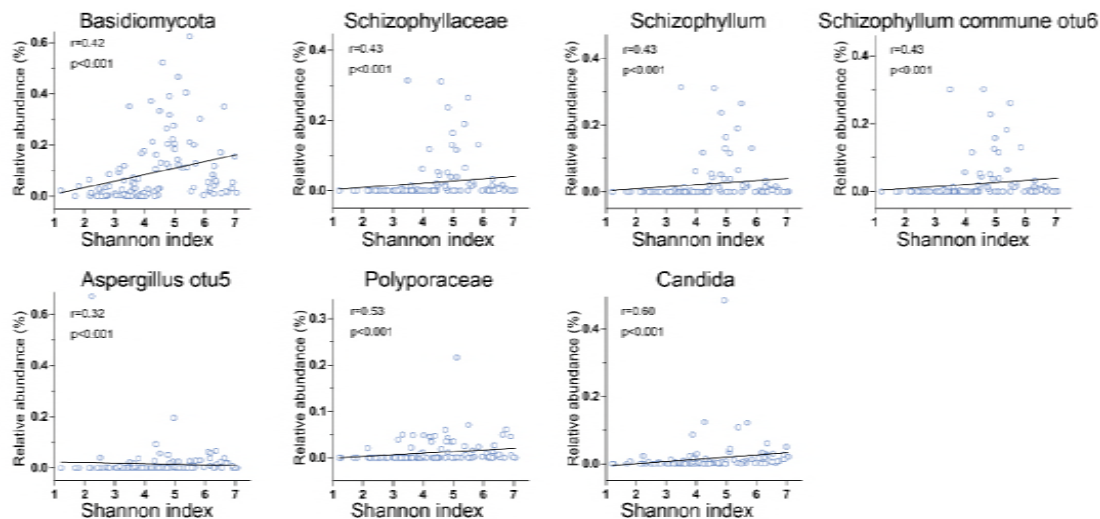 Basidiomycota
r=0.42
p<0.001
0.6
0.4
0.2
0.0
Relative abundance (%)
1 2 3 4 5 6 7
Shannon index
Schizophyllaceae
r=0.43
p<0.001
0.4
0.2
0.0
Relative abundance (%)
1 2 3 4 5 6 7
Shannon index
Schizophyllum
r=0.43
p<0.001
0.4
0.2
0.0
Relative abundance (%)
1 2 3 4 5 6 7
Shannon index
Schizophyllum commune otu6
r=0.43
p<0.001
0.4
0.2
0.0
Relative abundance (%)
1 2 3 4 5 6 7
Shannon index
Aspergillus otu5
r=0.32
p<0.001
0.6
0.4
0.2
0.0
Relative abundance (%)
1 2 3 4 5 6 7
Shannon index
Polyporaceae
r=0.53
p<0.001
0.3
0.2
0.1
0.0
Relative abundance (%)
1 2 3 4 5 6 7
Shannon index
Candida
r=0.60
p<0.001
0.4
0.2
0.0
Relative abundance (%)
1 2 3 4 5 6 7
Shannon index